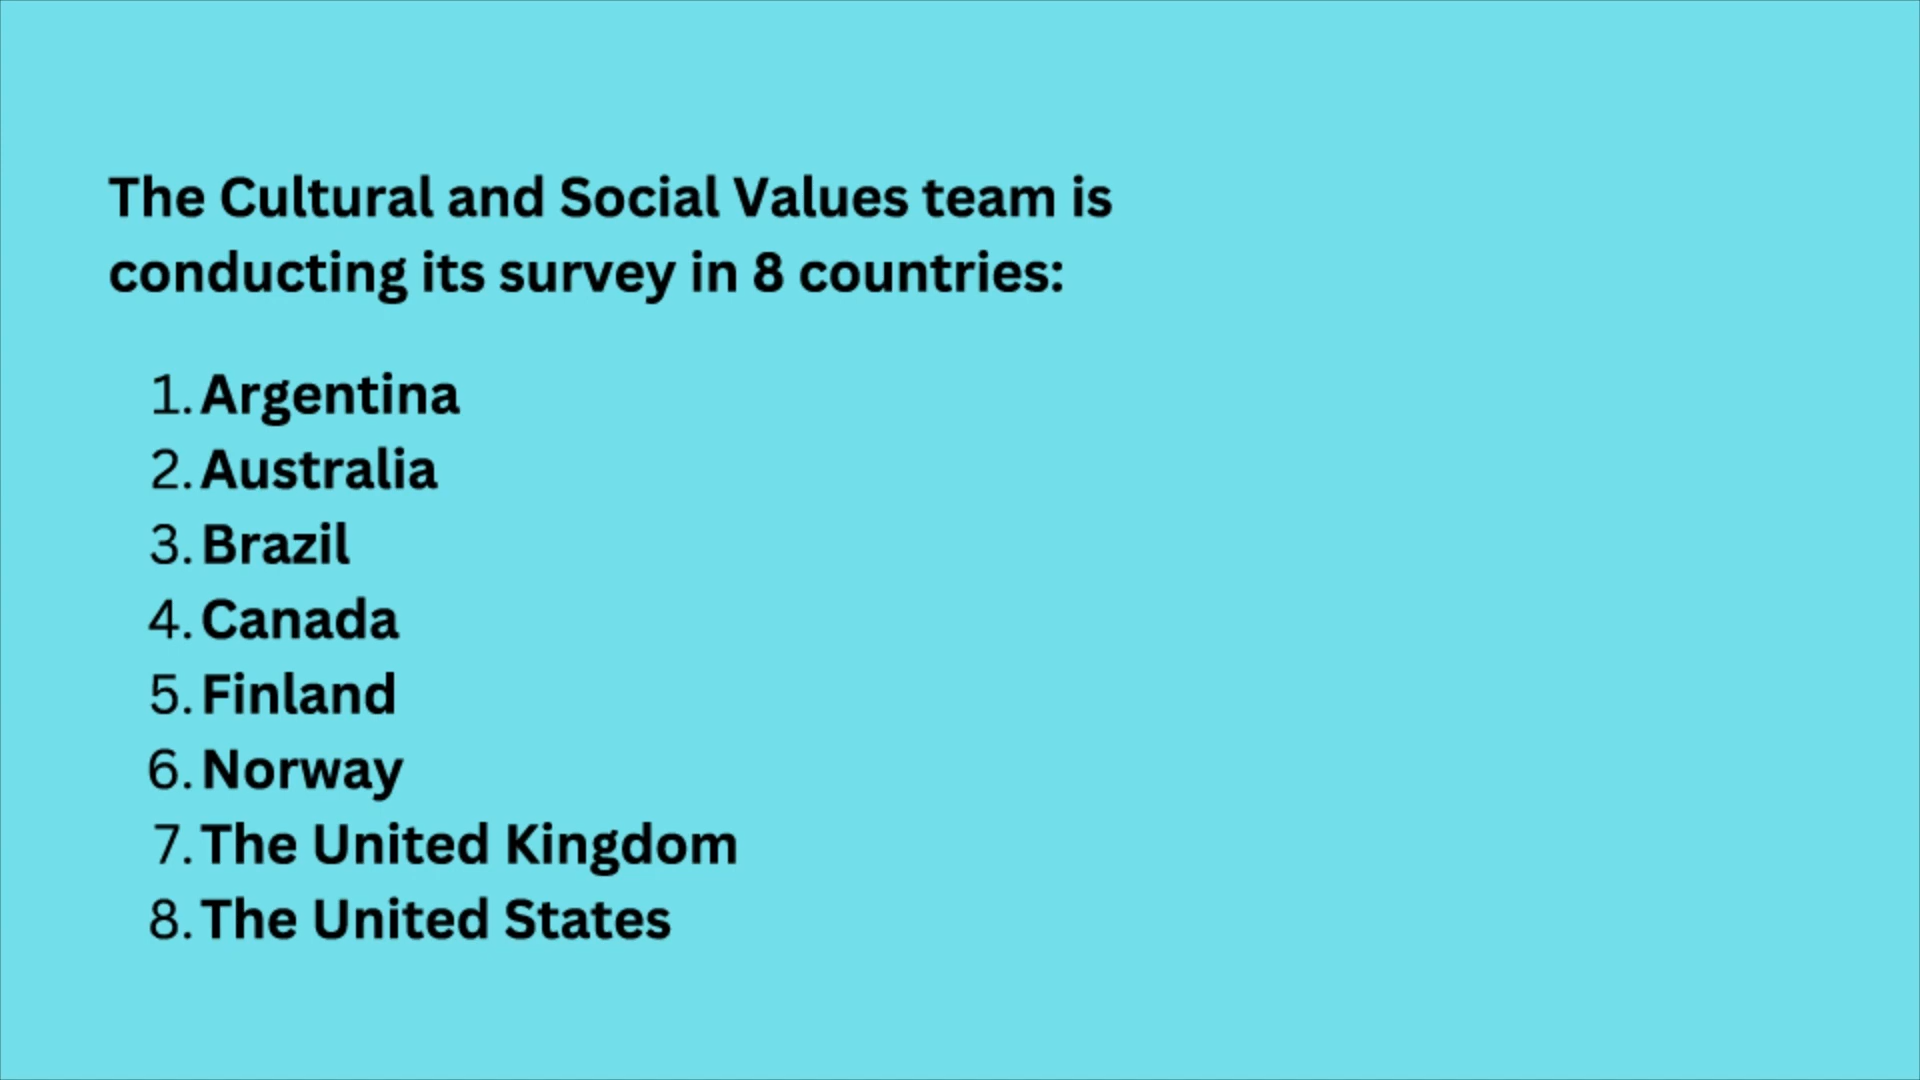 The Cultural and Social Values team is
conducting its survey in 8 countries:
1. Argentina
2. Australia
3. Brazil
4. Canada
5. Finland
6. Norway
7. The United Kingdom
8. The United States